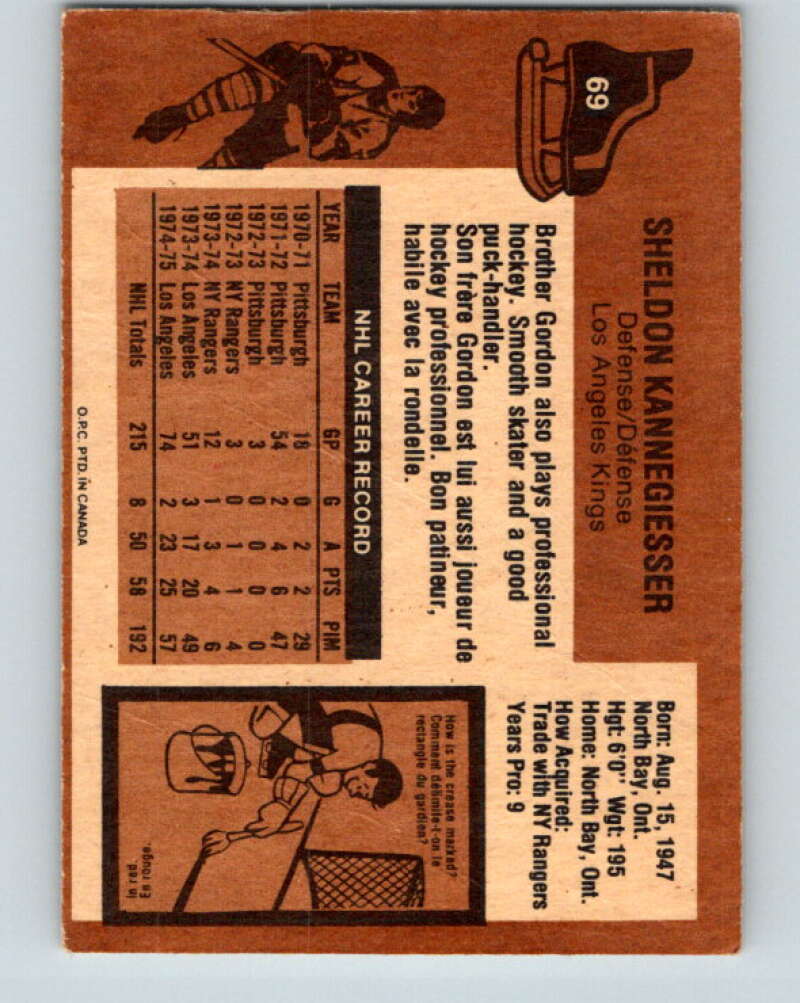 69
SHELDON KANNEGIESSER
Defense/Défense
Los Angeles Kings
Born: Aug. 15, 1947
North Bay, Ont.
Hgt: 6'0" Wgt: 195
Home: North Bay, Ont.
How Acquired:
Trade with NY Rangers
Years Pro: 9
Brother Gordon also plays professional
hockey. Smooth skater and a good
puck-handler.
Son frère Gordon est lui aussi joueur de
hockey professionnel. Bon patineur,
habile avec la rondelle.
NHL CAREER RECORD
YEAR TEAM GP G A PTS PIM
1970-71 Pittsburgh 18 0 2 2 29
1971-72 Pittsburgh 54 2 4 6 47
1972-73 Pittsburgh 3 0 0 0 0
1972-73 NY Rangers 3 0 1 1 4
1973-74 NY Rangers 12 1 3 4 6
1973-74 Los Angeles 51 3 17 20 49
1974-75 Los Angeles 74 2 23 25 57
NHL Totals 215 8 50 58 192
How is the crease marked?
Comment délimite-t-on le
rectangle du gardien?
In red.
En rouge.
O.P.C. PTD. IN CANADA